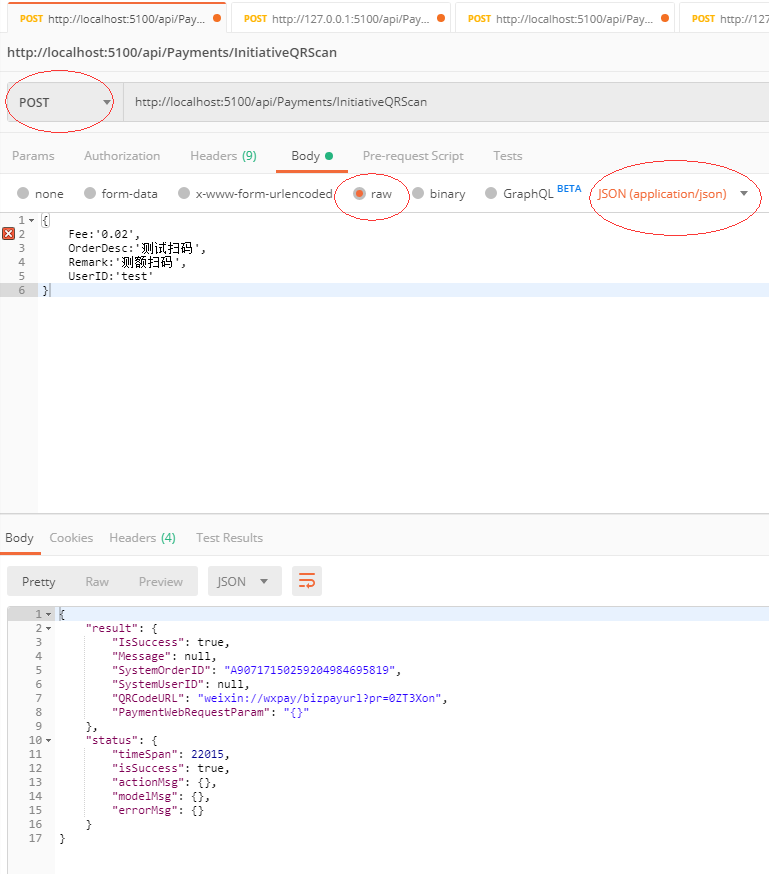 POST http://localhost:5100/api/Pay... POST http://127.0.0.1:5100/api/Pay... POST http://localhost:5100/api/Pay... POST http://127
http://localhost:5100/api/Payments/InitiativeQRScan
POST http://localhost:5100/api/Payments/InitiativeQRScan
Params Authorization Headers (9) Body Pre-request Script Tests
none form-data x-www-form-urlencoded raw binary GraphQL BETA JSON (application/json)
1 {
2 Fee:'0.02',
3 OrderDesc:'测试扫码',
4 Remark:'测额扫码',
5 UserID:'test'
6 }
Body Cookies Headers (4) Test Results
Pretty Raw Preview JSON
1 {
2 "result": {
3 "IsSuccess": true,
4 "Message": null,
5 "SystemOrderID": "A90717150259204984695819",
6 "SystemUserID": null,
7 "QRCodeURL": "weixin://wxpay/bizpayurl?pr=0ZT3Xon",
8 "PaymentWebRequestParam": "{}"
9 },
10 "status": {
11 "timeSpan": 22015,
12 "isSuccess": true,
13 "actionMsg": {},
14 "modelMsg": {},
15 "errorMsg": {}
16 }
17 }